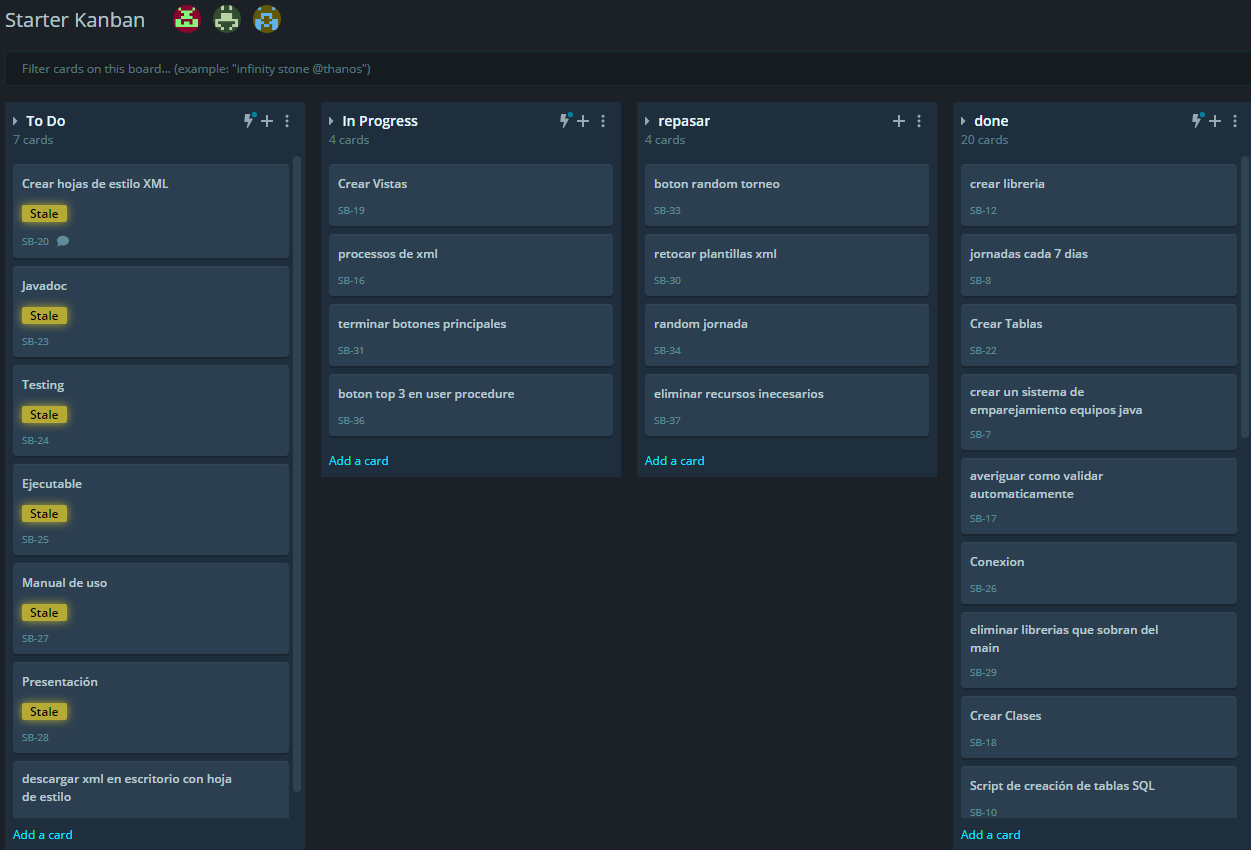 Starter Kanban
Filter cards on this board... (example: "infinity stone @thanos")
To Do
7 cards
Crear hojas de estilo XML
Stale
SB-20
Javadoc
Stale
SB-23
Testing
Stale
SB-24
Ejecutable
Stale
SB-25
Manual de uso
Stale
SB-27
Presentación
Stale
SB-28
descargar xml en escritorio con hoja
de estilo
Add a card
In Progress
4 cards
Crear Vistas
SB-19
processos de xml
SB-16
terminar botones principales
SB-31
boton top 3 en user procedure
SB-36
Add a card
repasar
4 cards
boton random torneo
SB-33
retocar plantillas xml
SB-30
random jornada
SB-34
eliminar recursos inecesarios
SB-37
Add a card
done
20 cards
crear libreria
SB-12
jornadas cada 7 dias
SB-8
Crear Tablas
SB-22
crear un sistema de
emparejamiento equipos java
SB-7
averiguar como validar
automaticamente
SB-17
Conexion
SB-26
eliminar librerias que sobran del
main
SB-29
Crear Clases
SB-18
Script de creación de tablas SQL
SB-10
Add a card